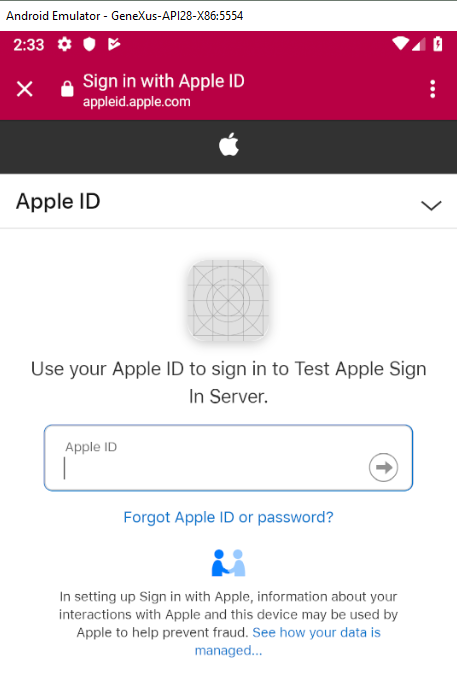 Android Emulator - GeneXus-API28-X86:5554
2:33
Sign in with Apple ID
appleid.apple.com
Apple ID
Use your Apple ID to sign in to Test Apple Sign
In Server.
Apple ID
Forgot Apple ID or password?
In setting up Sign in with Apple, information about your
interactions with Apple and this device may be used by
Apple to help prevent fraud. See how your data is
managed...